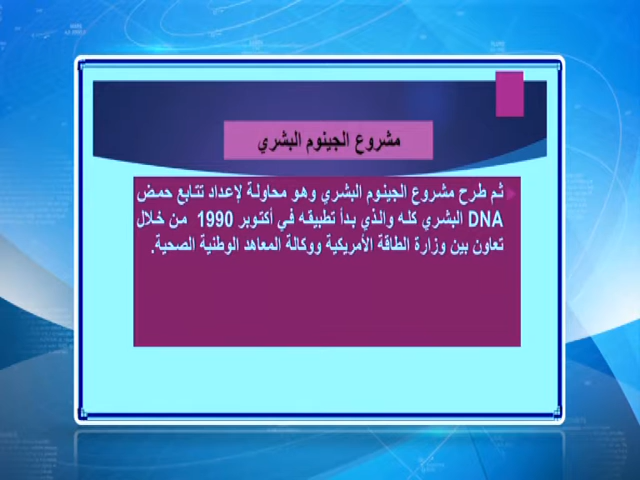 مشروع الجينوم البشري
ثم طرح مشروع الجينوم البشري وهو محاولة لإعداد تتابع حمض
DNA البشري كله والذي بدأ تطبيقه في أكتوبر 1990 من خلال
تعاون بين وزارة الطاقة الأمريكية ووكالة المعاهد الوطنية الصحية.